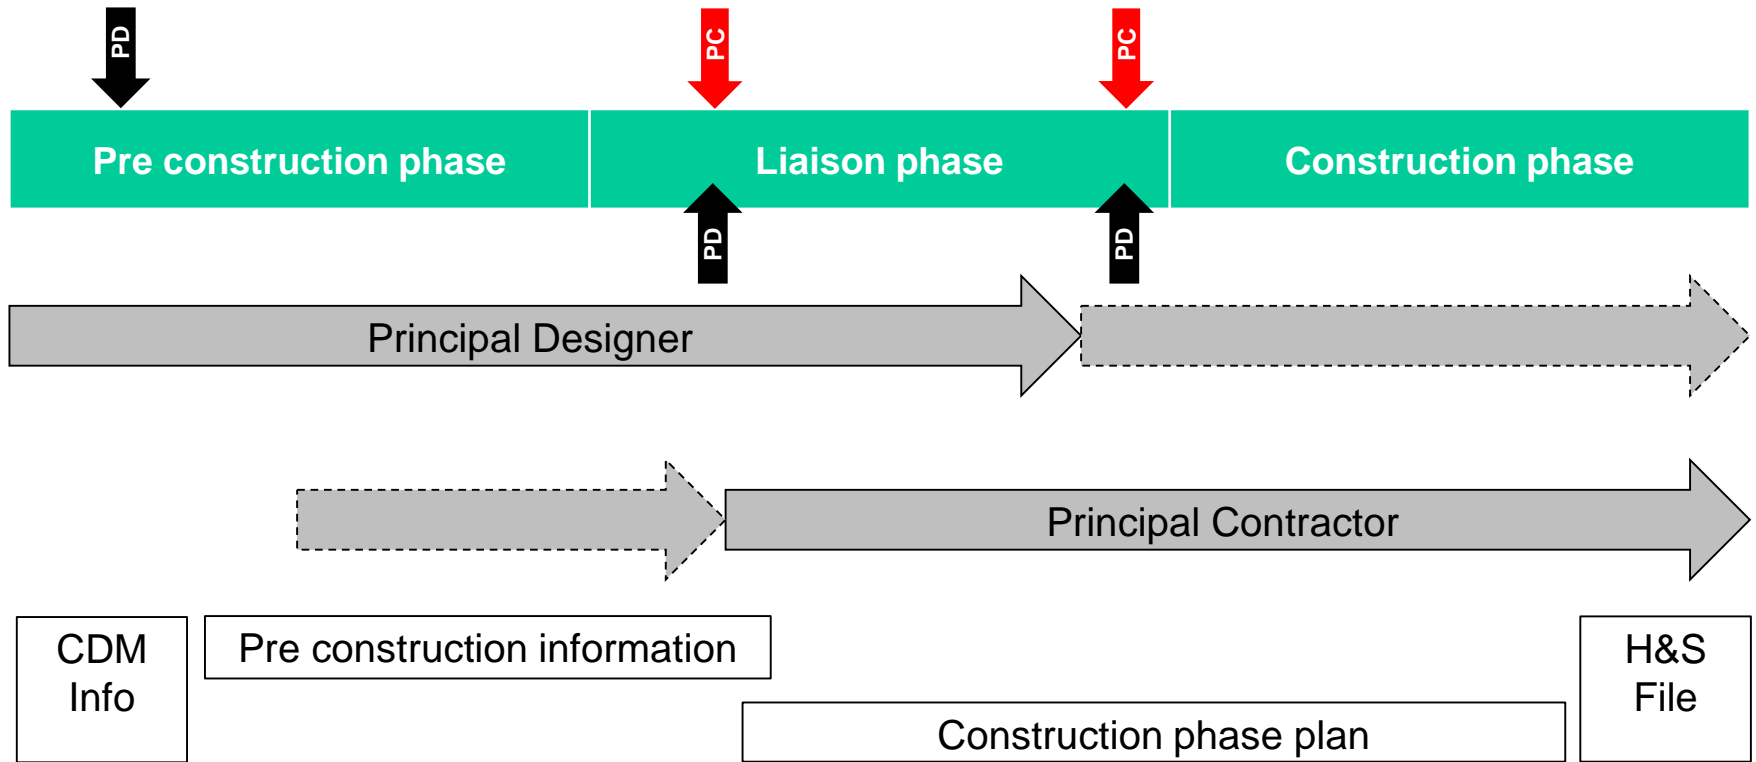 PD
PC
PC
Pre construction phase
Liaison phase
Construction phase
PD
PD
Principal Designer
Principal Contractor
CDM
Info
Pre construction information
H&S
File
Construction phase plan